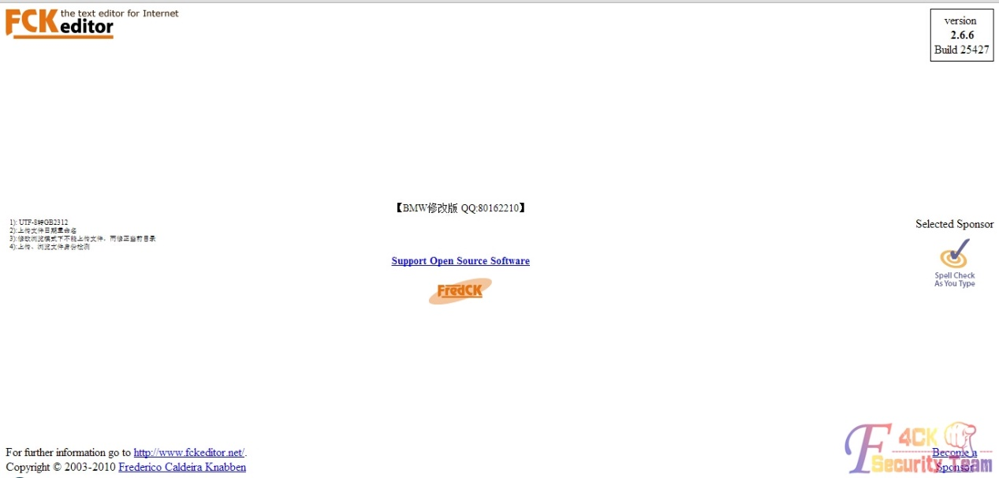 FCKeditor the text editor for Internet
version
2.6.6
Build 25427
【BMW修改版 QQ:80162210】
1): UTF-8转GB2312
2):上传文件日期重命名
3):修改浏览模式下不能上传文件，而修正当前目录
4):上传，浏览文件身份检测
Support Open Source Software
FredCK
Selected Sponsor
Spell Check
As You Type
For further information go to http://www.fckeditor.net/.
Copyright © 2003-2010 Frederico Caldeira Knabben
Become a
Sponsor
F4CK
Security Team